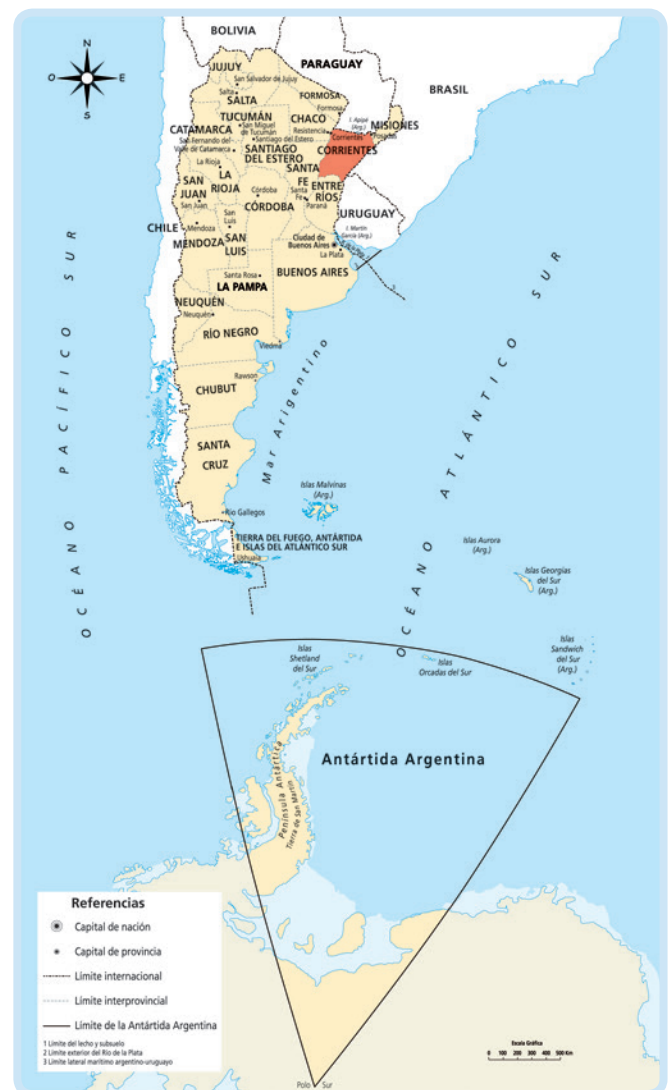 BOLIVIA
N
O
E
S
PARAGUAY
BRASIL
JUJUY
San Salvador de Jujuy
Salta
SALTA
FORMOSA
Formosa
TUCUMÁN
San Miguel
de Tucumán
CHACO
Resistencia
I. Apipé
(Arg.)
MISIONES
Posadas
Corrientes
CORRIENTES
CATAMARCA
San Fernando del
Valle de Catamarca
Santiago del Estero
SANTIAGO
DEL ESTERO
La Rioja
LA
RIOJA
SANTA
FE
SAN
JUAN
San Juan
Córdoba
CÓRDOBA
Santa
Fe
Paraná
ENTRE
RÍOS
URUGUAY
CHILE
Mendoza
MENDOZA
San
Luis
SAN
LUIS
I. Martín
García (Arg.)
Ciudad de
Buenos Aires
La Plata
BUENOS AIRES
Santa Rosa
LA PAMPA
NEUQUÉN
Neuquén
RÍO NEGRO
Viedma
Rawson
CHUBUT
SANTA
CRUZ
Río Gallegos
Mar Arigentino
OCÉANO PACÍFICO SUR
OCÉANO ATLÁNTICO SUR
Islas Malvinas
(Arg.)
TIERRA DEL FUEGO, ANTÁRTIDA
E ISLAS DEL ATLÁNTICO SUR
Ushuaia
Islas Aurora
(Arg.)
Islas Georgias
del Sur
(Arg.)
Islas
Sandwich
del Sur
(Arg.)
Islas
Shetland
del Sur
Islas
Orcadas del Sur
Antártida Argentina
Península Antártica
Tierra de San Martín
Referencias
Capital de nación
Capital de provincia
Límite internacional
Límite interprovincial
Límite de la Antártida Argentina
1 Límite del lecho y subsuelo
2 Límite exterior del Río de la Plata
3 Límite lateral marítimo argentino-uruguayo
Escala Gráfica
0 100 200 300 400 500 Km
Polo Sur